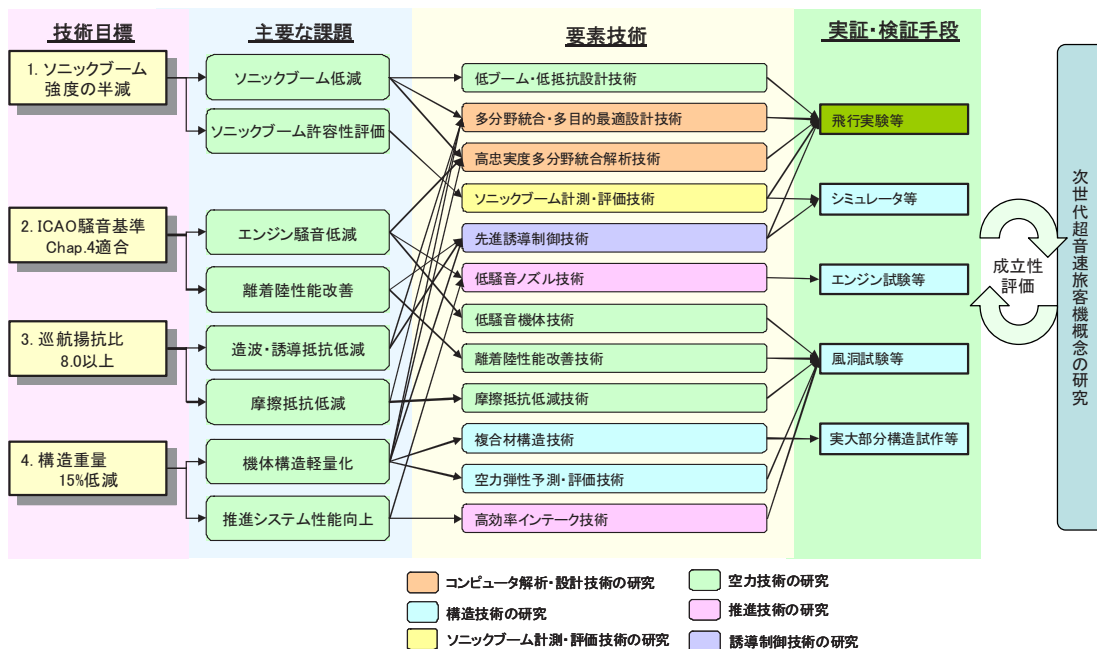 技術目標
主要な課題
要素技術
実証・検証手段
1. ソニックブーム
強度の半減
2. ICAO騒音基準
Chap.4適合
3. 巡航揚抗比
8.0以上
4. 構造重量
15%低減
ソニックブーム低減
ソニックブーム許容性評価
エンジン騒音低減
離着陸性能改善
造波・誘導抵抗低減
摩擦抵抗低減
機体構造軽量化
推進システム性能向上
低ブーム・低抵抗設計技術
多分野統合・多目的最適設計技術
高忠実度多分野統合解析技術
ソニックブーム計測・評価技術
先進誘導制御技術
低騒音ノズル技術
低騒音機体技術
離着陸性能改善技術
摩擦抵抗低減技術
複合材構造技術
空力弾性予測・評価技術
高効率インテーク技術
飛行実験等
シミュレータ等
エンジン試験等
風洞試験等
実大部分構造試作等
成立性
評価
次世代超音速旅客機概念の研究
コンピュータ解析・設計技術の研究
構造技術の研究
ソニックブーム計測・評価技術の研究
空力技術の研究
推進技術の研究
誘導制御技術の研究